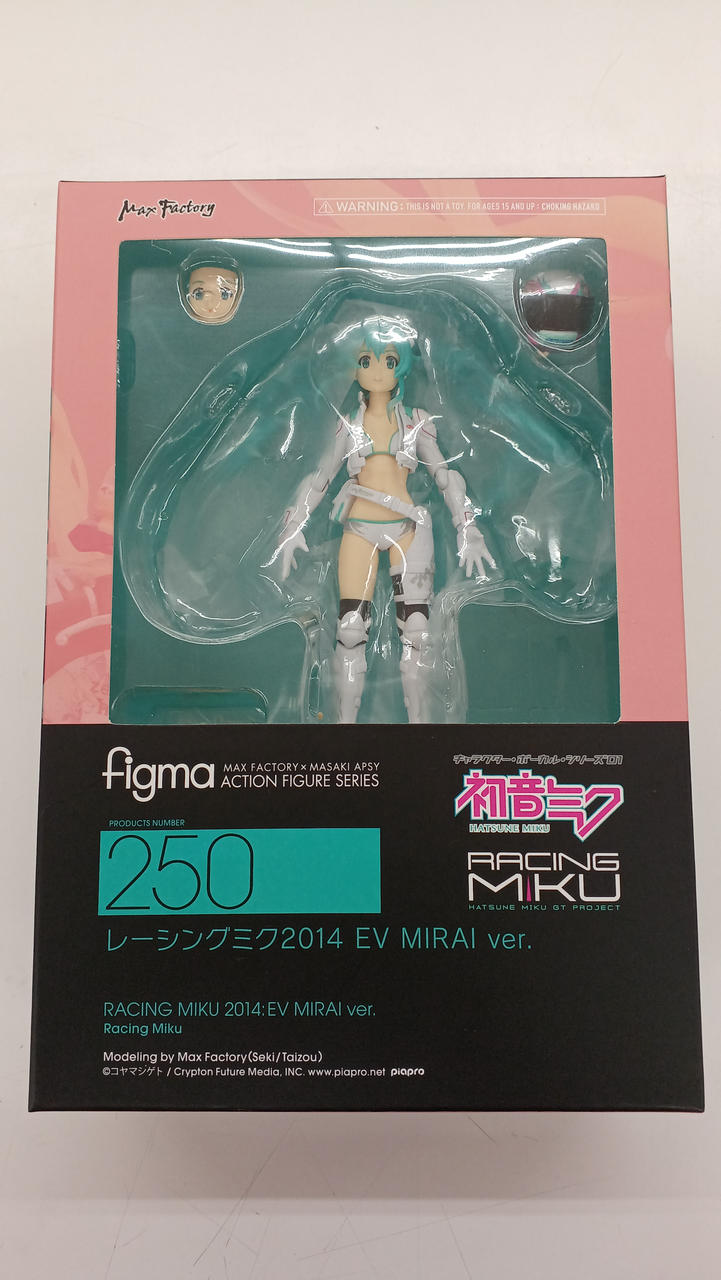 Max Factory
WARNING: THIS IS NOT A TOY. FOR AGES 15 AND UP : CHOKING HAZARD
figma MAX FACTORY × MASAKI APSY
ACTION FIGURE SERIES
キャラクター・ボーカル・シリーズ01
初音ミク
HATSUNE MIKU
PRODUCTS NUMBER
250
RACING
MIKU
HATSUNE MIKU GT PROJECT
レーシングミク2014 EV MIRAI ver.
RACING MIKU 2014:EV MIRAI ver.
Racing Miku
Modeling by Max Factory(Seki/Taizou)
©コヤマシゲト / Crypton Future Media, INC. www.piapro.net piapro